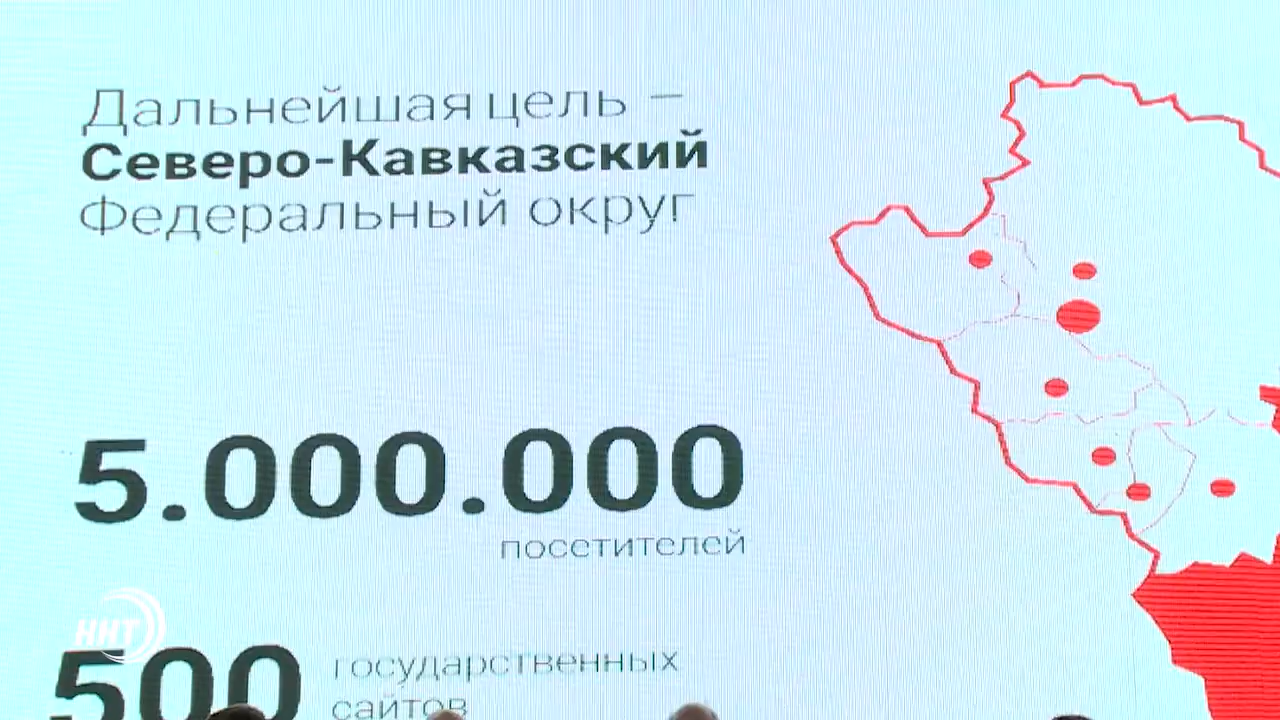 Дальнейшая цель –
Северо-Кавказский
Федеральный округ
5.000.000
посетителей
ННТ
500 государственных
сайтов